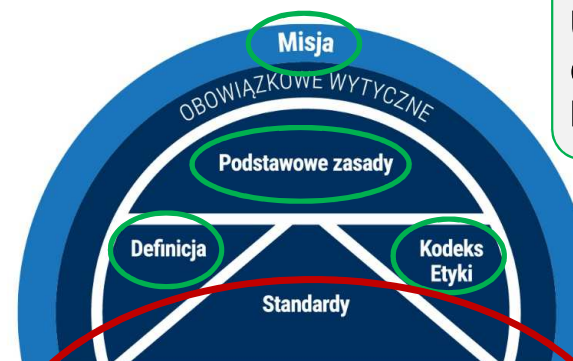 Misja
OBOWIĄZKOWE WYTYCZNE
Podstawowe zasady
Definicja
Kodeks
Etyki
Standardy